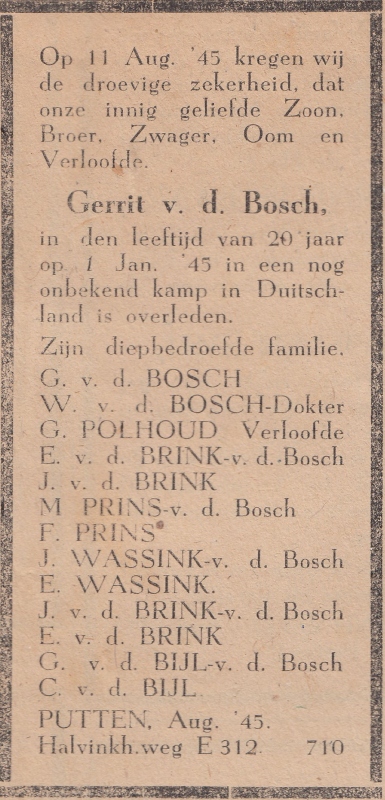 Op 11 Aug. '45 kregen wij
de droevige zekerheid, dat
onze innig geliefde Zoon,
Broer, Zwager, Oom en
Verloofde.
Gerrit v. d. Bosch,
in den leeftijd van 20 jaar
op 1 Jan. '45 in een nog
onbekend kamp in Duitsch-
land is overleden.
Zijn diepbedroefde familie.
G. v. d. BOSCH
W. v. d. BOSCH-Dokter
G. POLHOUD Verloofde
E. v. d. BRINK-v. d. Bosch
J. v. d. BRINK
M PRINS-v. d. Bosch
F. PRINS
J. WASSINK-v. d. Bosch
E. WASSINK.
J. v. d. BRINK-v. d. Bosch
E. v. d. BRINK
G. v. d. BIJL-v. d. Bosch
C. v. d. BIJL
PUTTEN, Aug. '45.
Halvinkh.weg E 312. 710